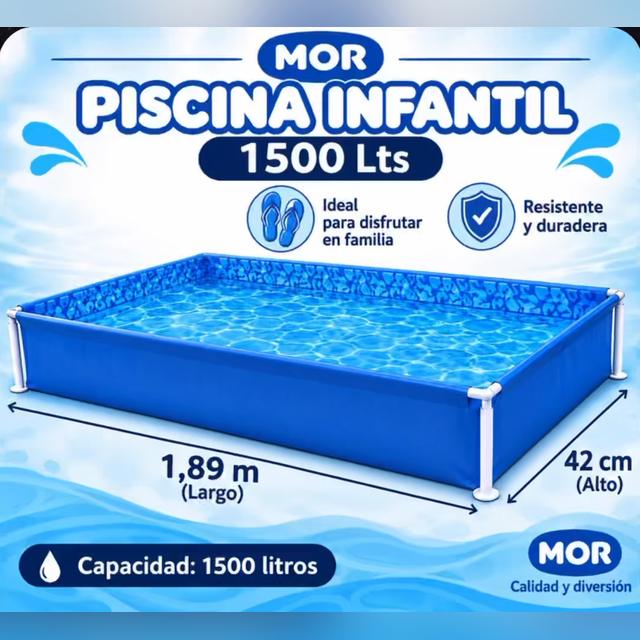 MOR
PISCINA INFANTIL
1500 Lts
Ideal
para disfrutar
en familia
Resistente
y duradera
1,89 m
(Largo)
42 cm
(Alto)
Capacidad: 1500 litros
MOR
Calidad y diversión